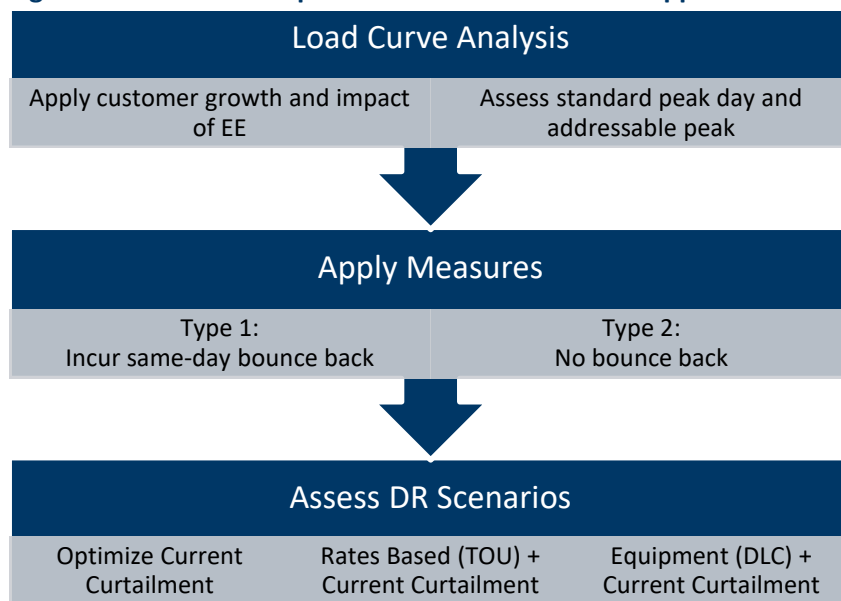 Load Curve Analysis
Apply customer growth and impact
of EE
Assess standard peak day and
addressable peak
Apply Measures
Type 1:
Incur same-day bounce back
Type 2:
No bounce back
Assess DR Scenarios
Optimize Current
Curtailment
Rates Based (TOU) +
Current Curtailment
Equipment (DLC) +
Current Curtailment